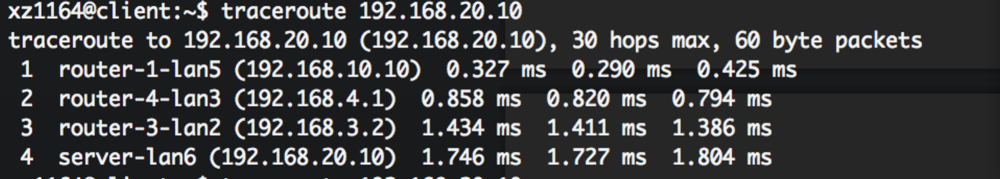 xz1164@client:~$ traceroute 192.168.20.10
traceroute to 192.168.20.10 (192.168.20.10), 30 hops max, 60 byte packets
1 router-1-lan5 (192.168.10.10) 0.327 ms 0.290 ms 0.425 ms
2 router-4-lan3 (192.168.4.1) 0.858 ms 0.820 ms 0.794 ms
3 router-3-lan2 (192.168.3.2) 1.434 ms 1.411 ms 1.386 ms
4 server-lan6 (192.168.20.10) 1.746 ms 1.727 ms 1.804 ms